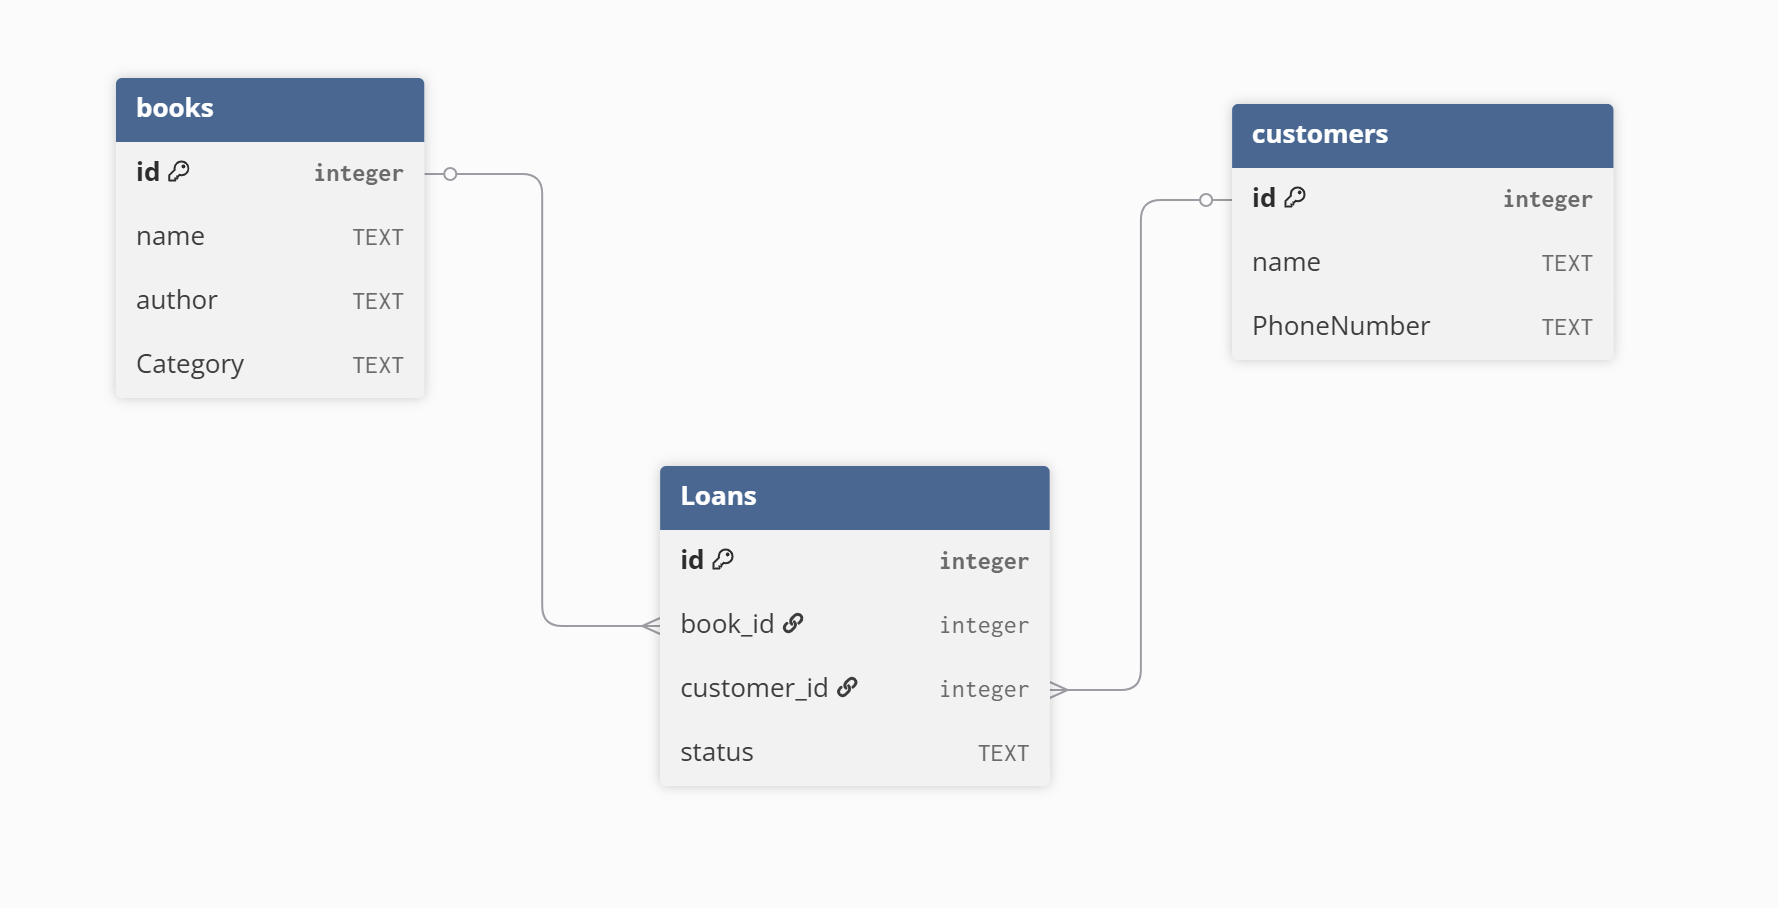 books
id integer
name TEXT
author TEXT
Category TEXT
customers
id integer
name TEXT
PhoneNumber TEXT
Loans
id integer
book_id integer
customer_id integer
status TEXT